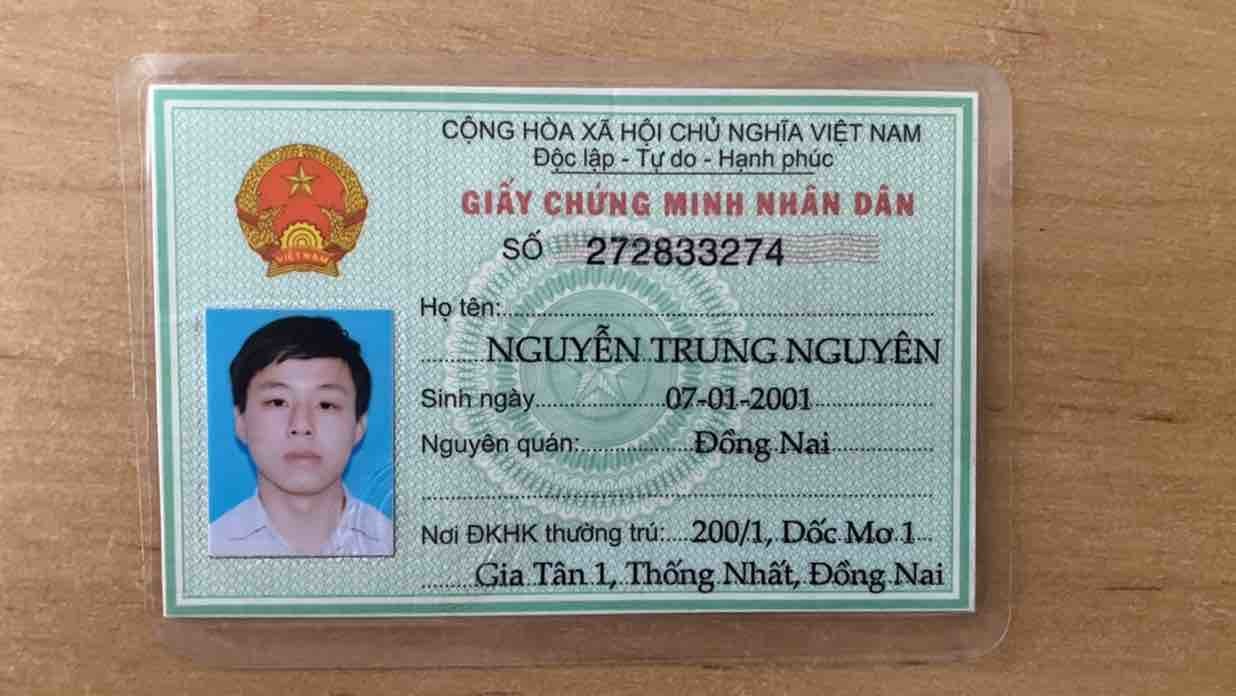 CỘNG HÒA XÃ HỘI CHỦ NGHĨA VIỆT NAM
Độc lập - Tự do - Hạnh phúc
GIẤY CHỨNG MINH NHÂN DÂN
SỐ 272833274
VIỆT NAM
Họ tên:
NGUYỄN TRUNG NGUYÊN
Sinh ngày 07-01-2001
Nguyên quán: Đồng Nai
Nơi ĐKHK thường trú: 200/1, Dốc Mơ 1
Gia Tân 1, Thống Nhất, Đồng Nai